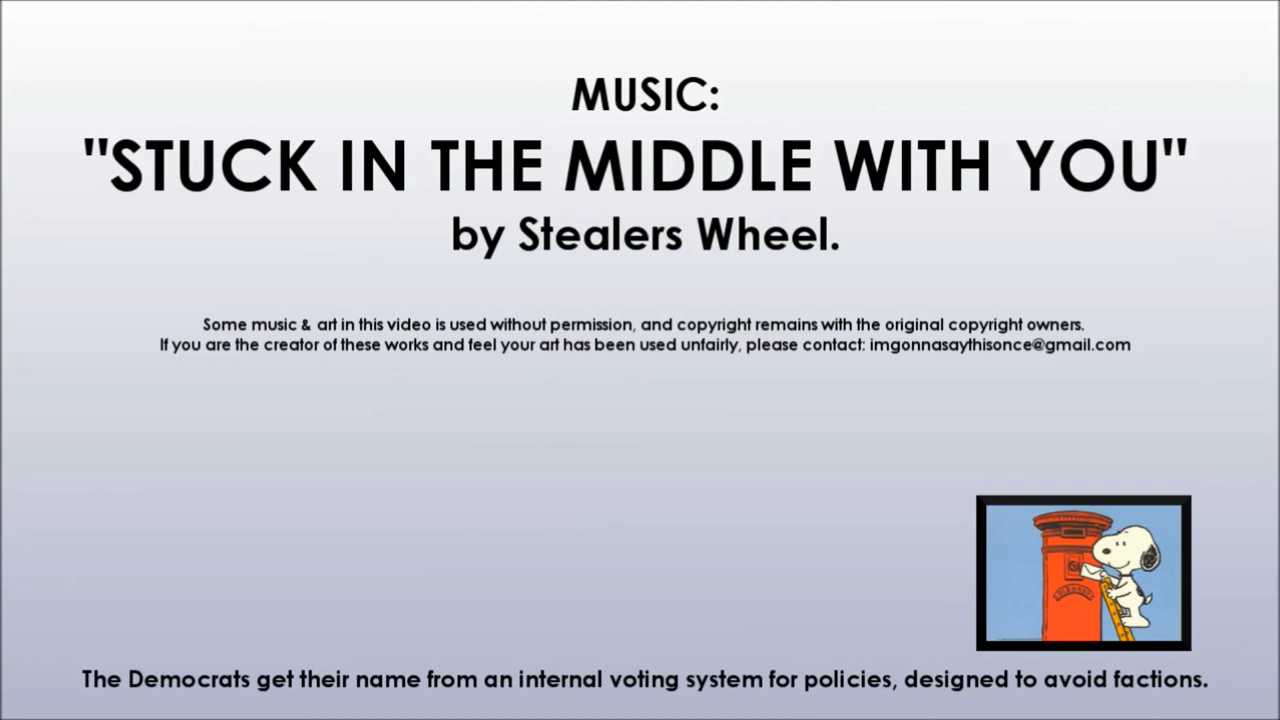 MUSIC:
"STUCK IN THE MIDDLE WITH YOU"
by Stealers Wheel.
Some music & art in this video is used without permission, and copyright remains with the original copyright owners.
If you are the creator of these works and feel your art has been used unfairly, please contact: imgonnasaythisonce@gmail.com
The Democrats get their name from an internal voting system for policies, designed to avoid factions.